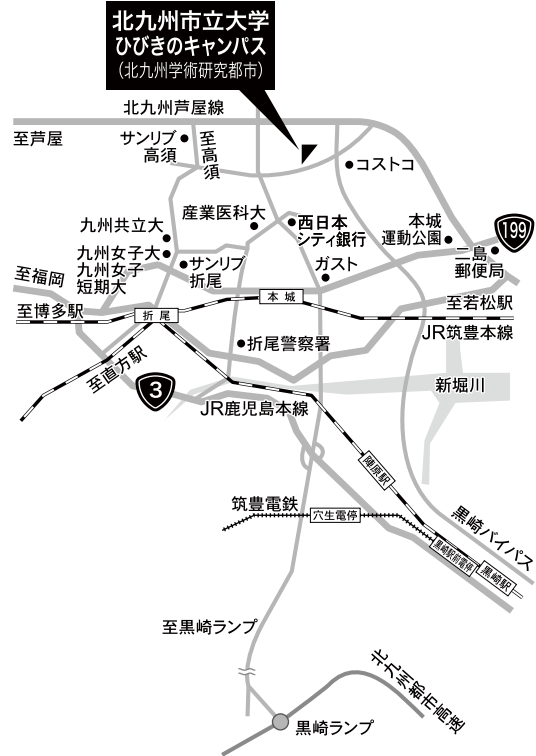 北九州市立大学
ひびきのキャンパス
（北九州学術研究都市）
北九州芦屋線
至芦屋
サンリブ
高須
至高須
コストコ
産業医科大
九州共立大
西日本
シティ銀行
本城
運動公園
199
九州女子大
九州女子
短期大
サンリブ
折尾
ガスト
二島
郵便局
至福岡
至博多駅
本城
至若松駅
折尾
JR筑豊本線
折尾警察署
至直方駅
3
新堀川
JR鹿児島本線
陣原駅
筑豊電鉄
穴生電停
黒崎バイパス
黒崎駅前電停
黒崎駅
至黒崎ランプ
北九州都市高速
黒崎ランプ